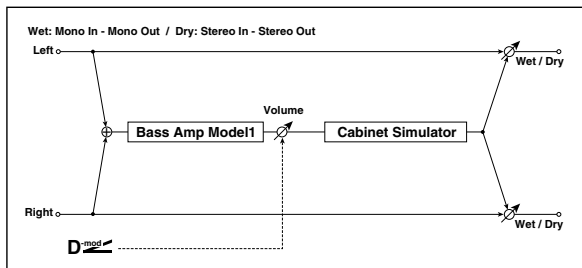 Wet: Mono In - Mono Out / Dry: Stereo In - Stereo Out
Left
Wet / Dry
Volume
Bass Amp Model1
Cabinet Simulator
Right
Wet / Dry
D-mod